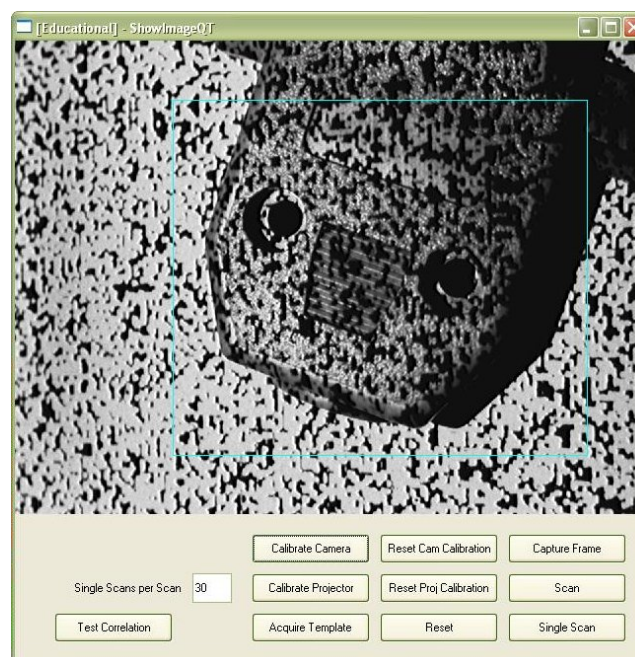 [Educational] - ShowImageQT
Calibrate Camera
Reset Cam Calibration
Capture Frame
Single Scans per Scan
30
Calibrate Projector
Reset Proj Calibration
Scan
Test Correlation
Acquire Template
Reset
Single Scan